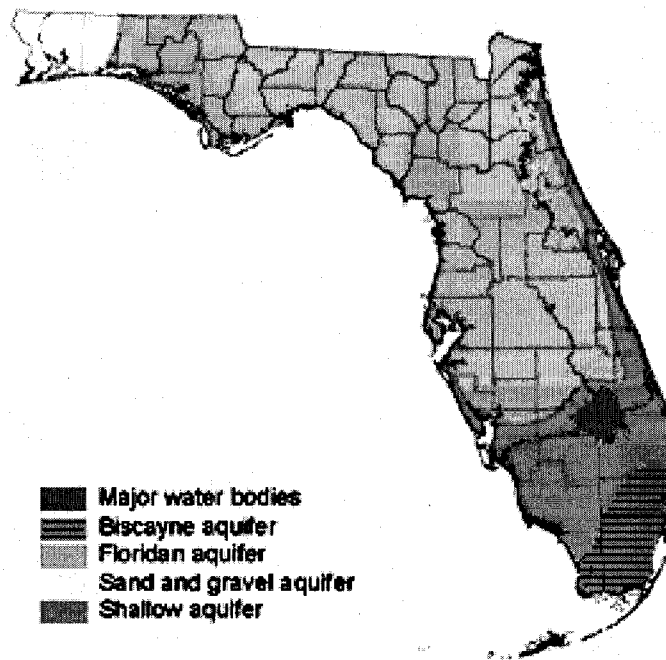 Major water bodies
Biscayne aquifer
Floridan aquifer
Sand and gravel aquifer
Shallow aquifer